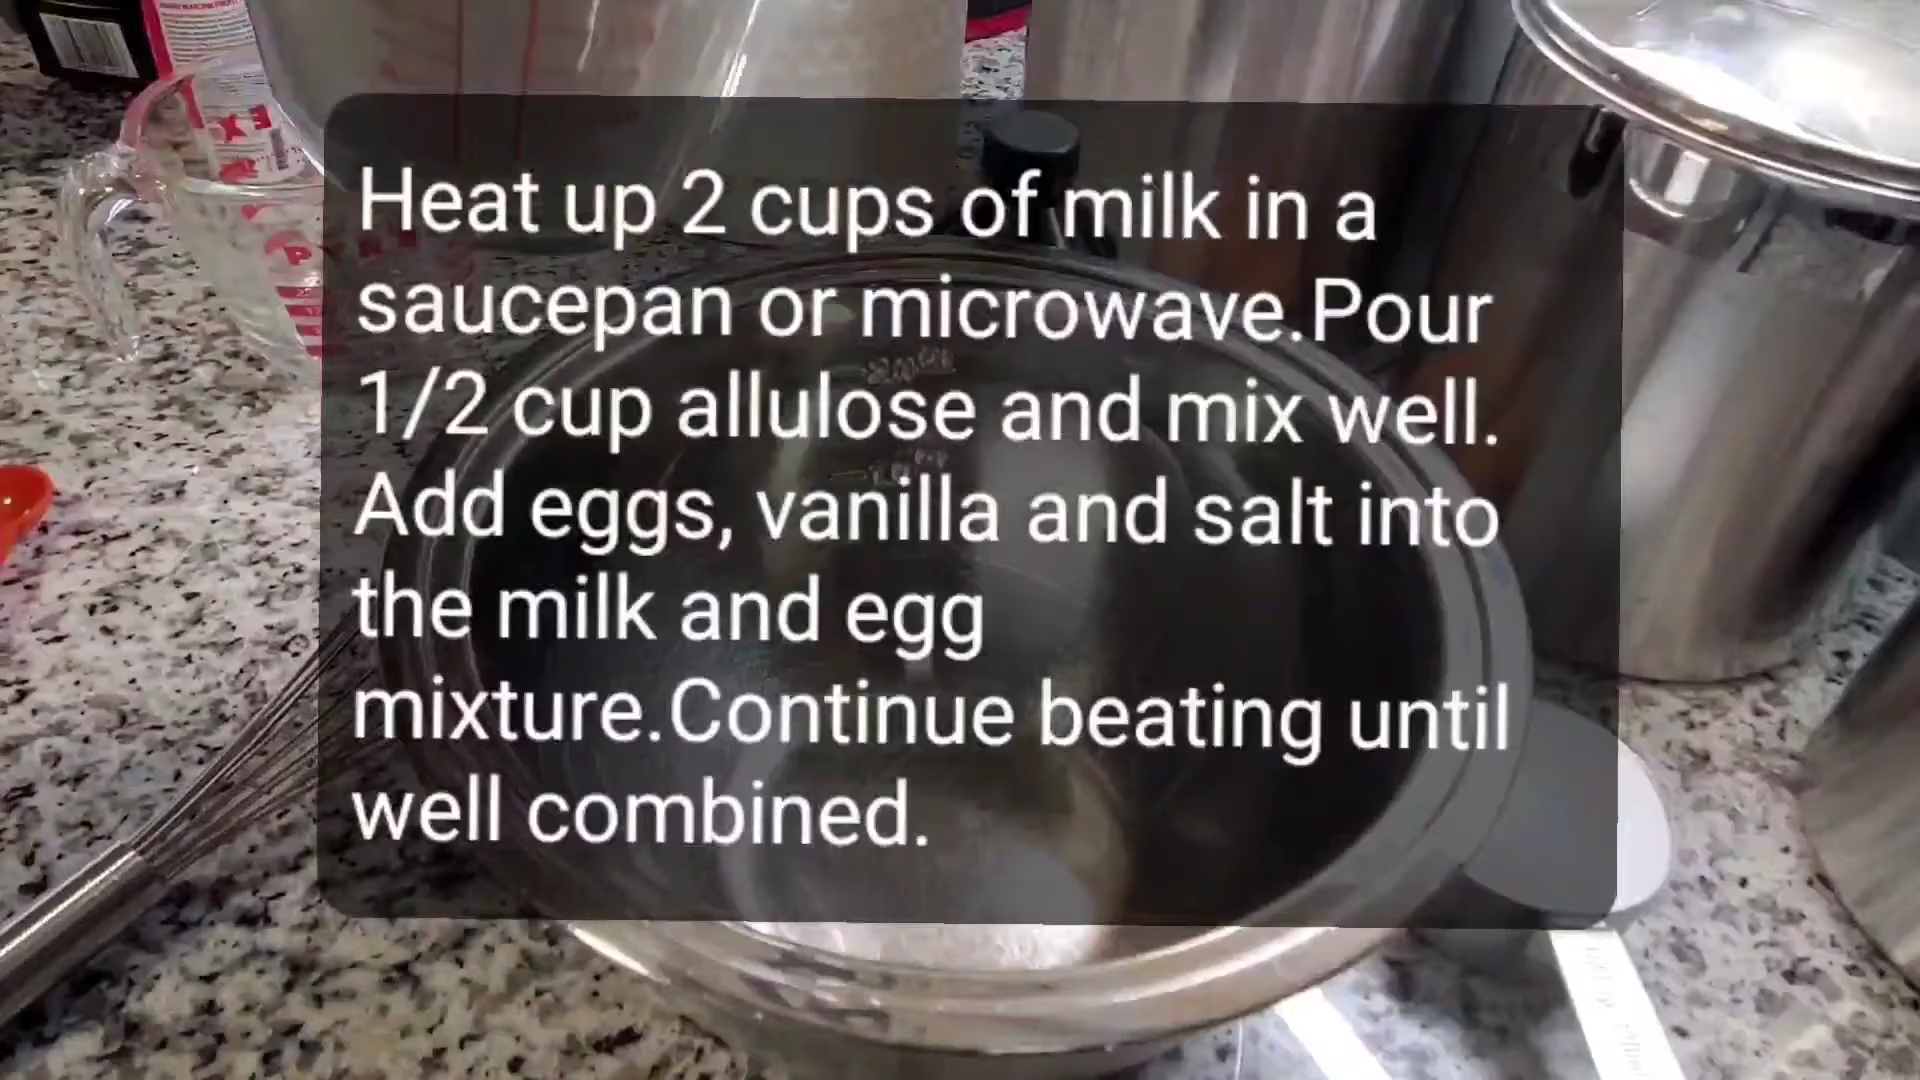 Heat up 2 cups of milk in a
saucepan or microwave.Pour
1/2 cup allulose and mix well.
Add eggs, vanilla and salt into
the milk and egg
mixture.Continue beating until
well combined.